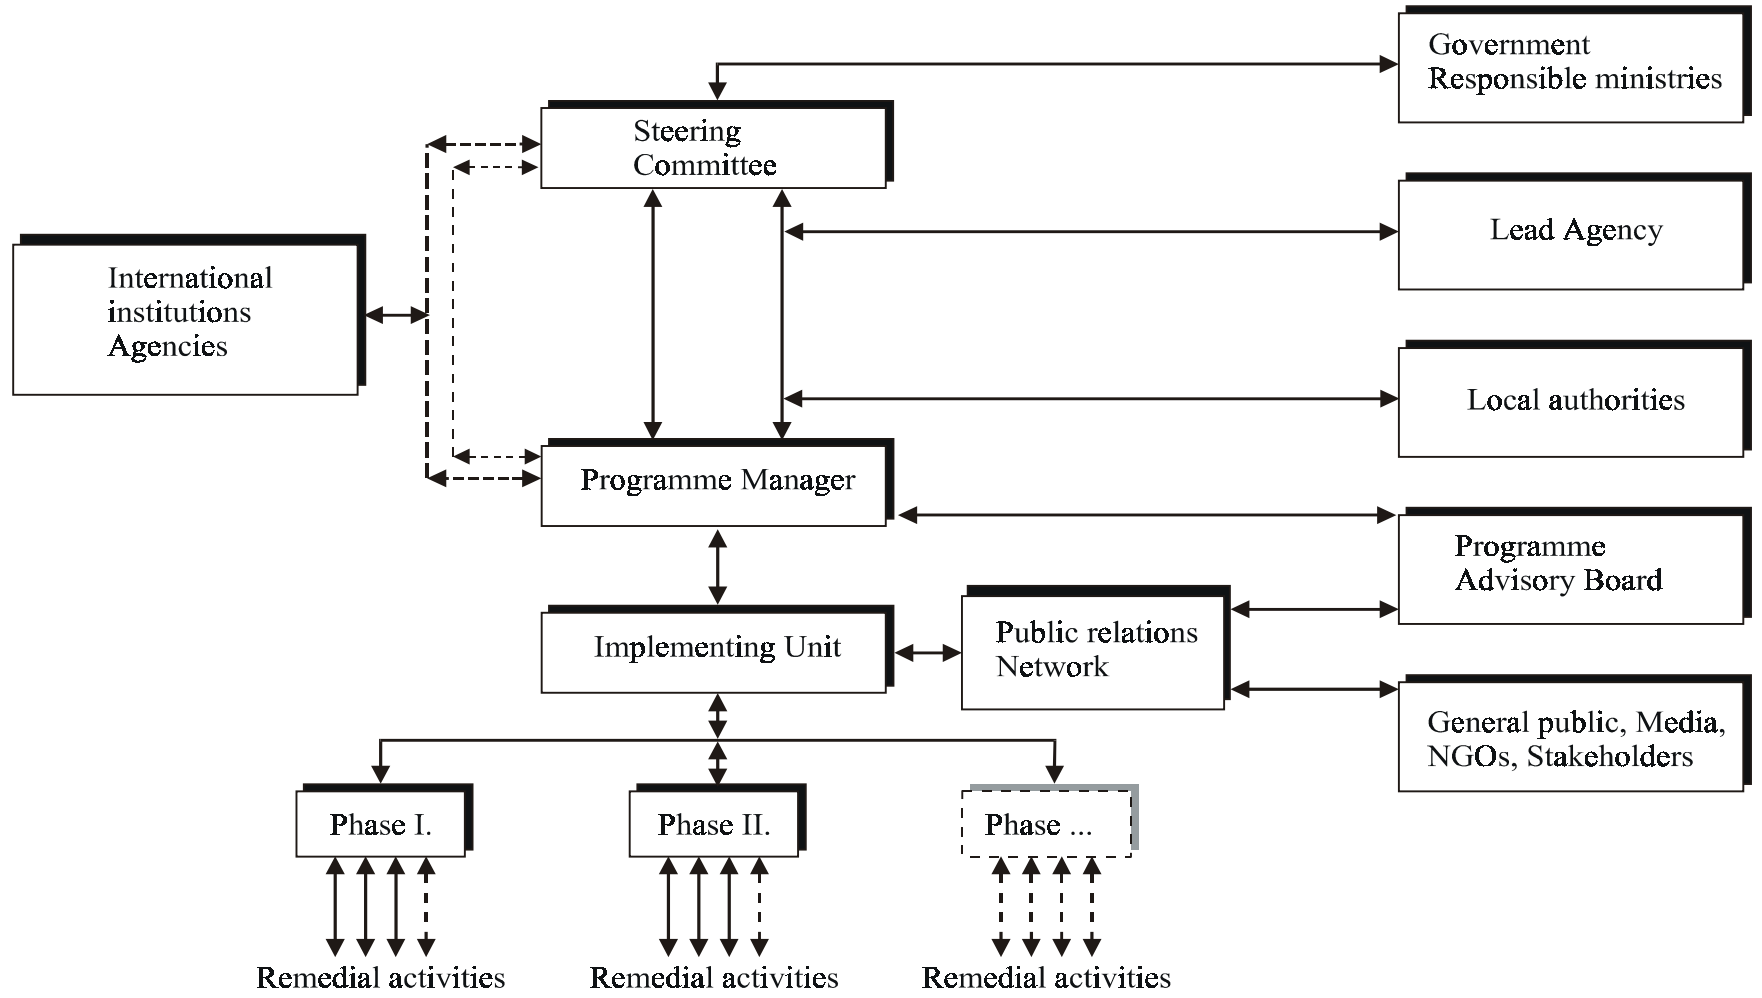 Government
Responsible ministries
Steering
Committee
Lead Agency
International
institutions
Agencies
Local authorities
Programme Manager
Programme
Advisory Board
Implementing Unit
Public relations
Network
General public, Media,
NGOs, Stakeholders
Phase I.
Phase II.
Phase ...
Remedial activities
Remedial activities
Remedial activities